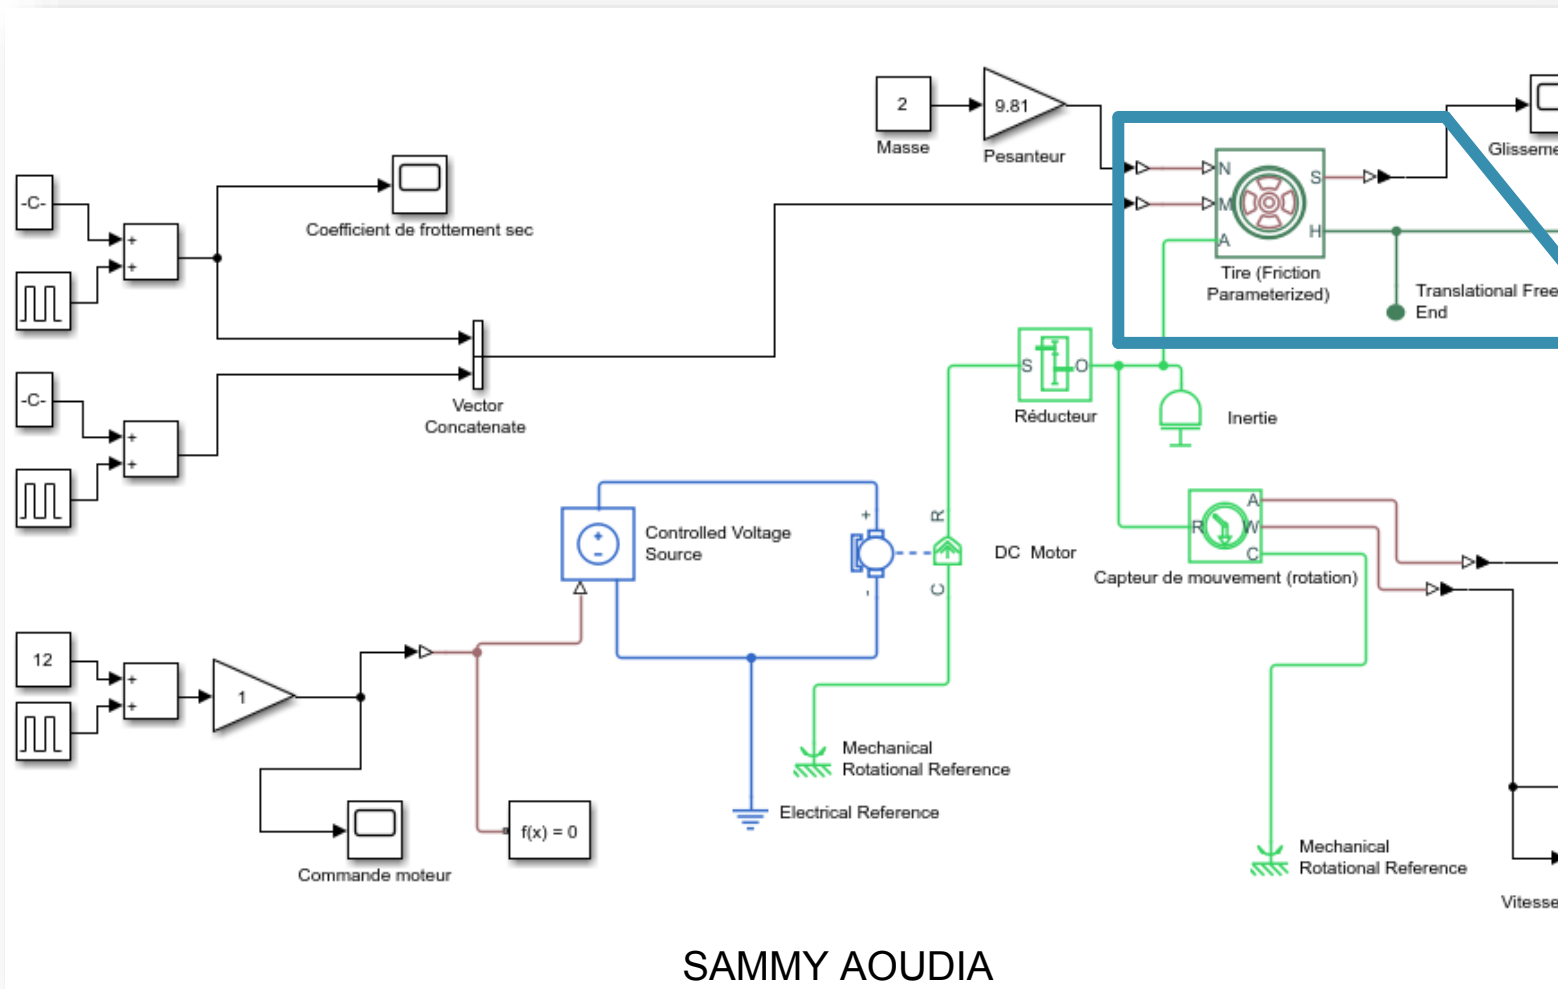 2
Masse
9.81
Pesanteur
N
M
A
S
H
Glisseme
Tire (Friction
Parameterized)
Translational Free
End
-C-
+
+
Coefficient de frottement sec
-C-
+
+
Vector
Concatenate
S
O
Réducteur
Inertie
Controlled Voltage
Source
+
-
+
-
R
C
DC Motor
R
A
W
C
Capteur de mouvement (rotation)
12
+
+
1
Mechanical
Rotational Reference
Electrical Reference
f(x) = 0
Commande moteur
Mechanical
Rotational Reference
Vitesse
SAMMY AOUDIA